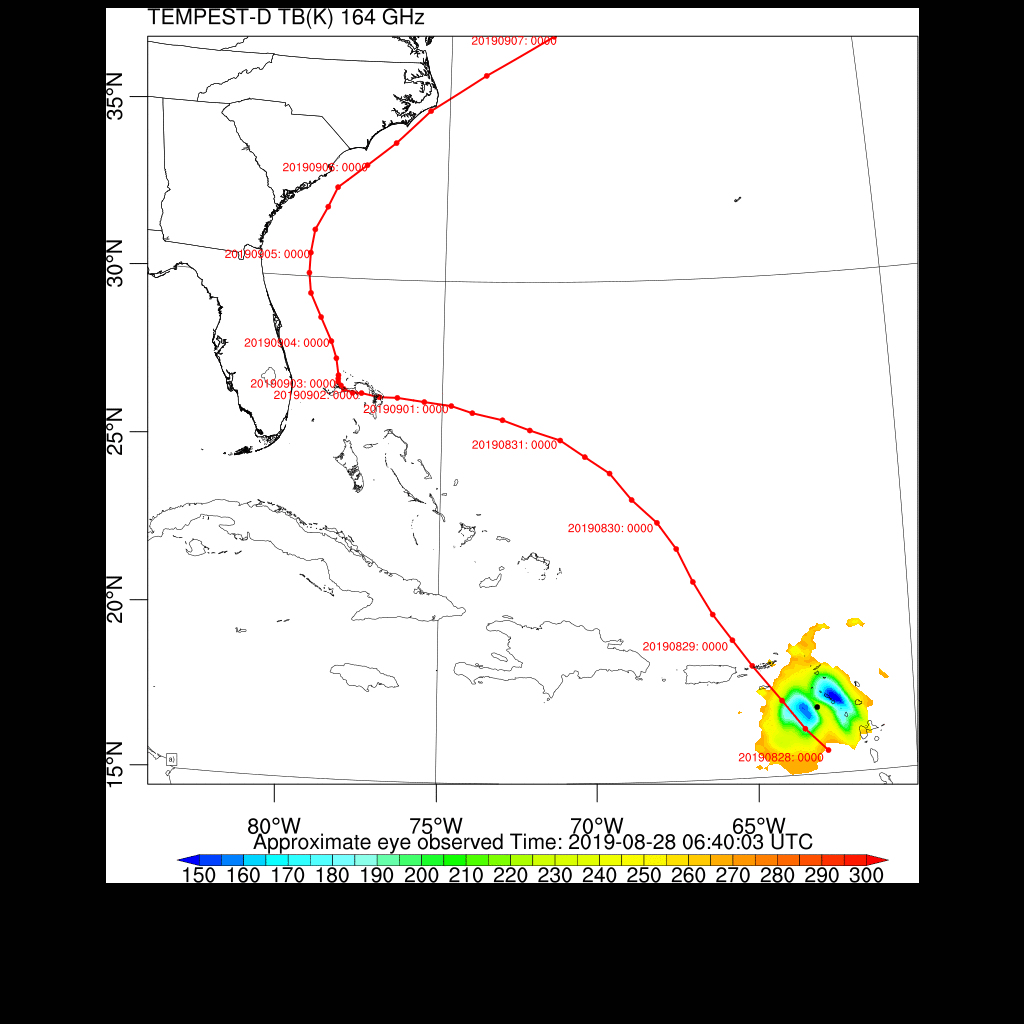 TEMPEST-D TB(K) 164 GHz
20190907: 0000
35°N
20190906: 0000
20190905: 0000
30°N
20190904: 0000
20190903: 0000
20190902: 0000
20190901: 0000
25°N
20190831: 0000
20190830: 0000
20°N
20190829: 0000
20190828: 0000
15°N
a)
80°W 75°W 70°W 65°W
Approximate eye observed Time: 2019-08-28 06:40:03 UTC
150 160 170 180 190 200 210 220 230 240 250 260 270 280 290 300